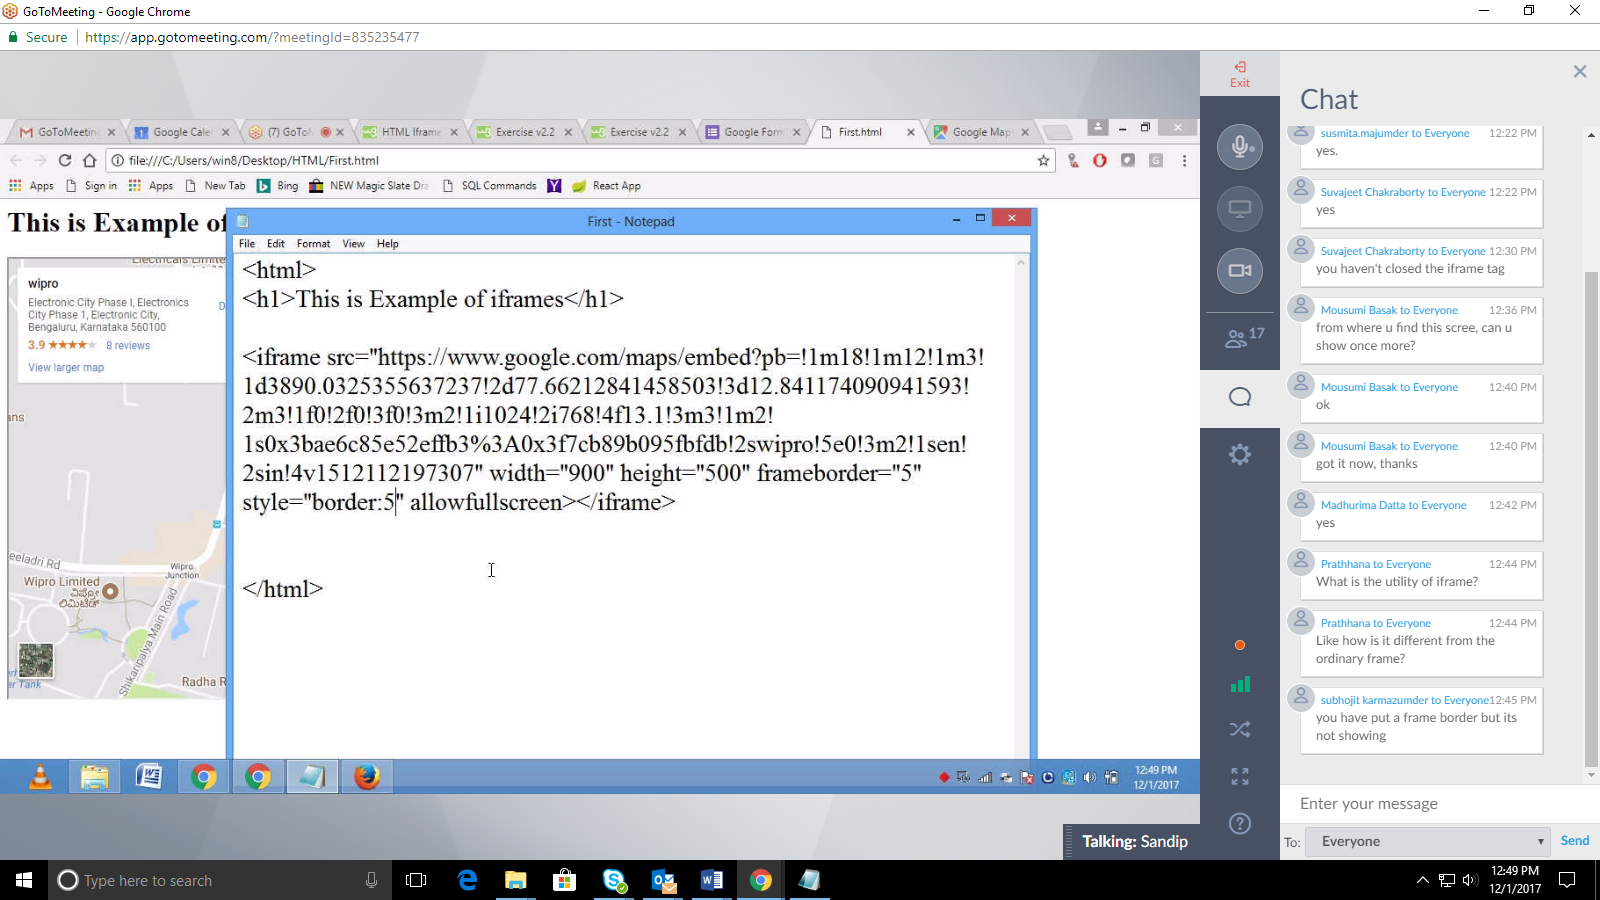 GoToMeeting - Google Chrome
Secure https://app.gotomeeting.com/?meetingId=835235477
GoToMeeting Google Cale (7) GoTo HTML Iframe Exercise v2.2 Exercise v2.2 Google Form First.html Google Map
file:///C:/Users/win8/Desktop/HTML/First.html
Apps Sign in Apps New Tab Bing NEW Magic Slate Dra SQL Commands React App
This is Example of
Electricals Limite
wipro
Electronic City Phase I, Electronics
City Phase 1, Electronic City,
Bengaluru, Karnataka 560100
3.9 8 reviews
View larger map
D
ans
eeladri Rd
Wipro
Junction
Wipro Limited
ವಿಪ್ರೋ
ಲಿಮಿಟೆಡ್
Shikaripalya Main Road
er Tank
Radha R
First - Notepad
File Edit Format View Help
<html>
<h1>This is Example of iframes</h1>
<iframe src="https://www.google.com/maps/embed?pb=!1m18!1m12!1m3!
1d3890.0325355637237!2d77.66212841458503!3d12.841174090941593!
2m3!1f0!2f0!3f0!3m2!1i1024!2i768!4f13.1!3m3!1m2!
1s0x3bae6c85e52effb3%3A0x3f7cb89b095fbfdb!2swipro!5e0!3m2!1sen!
2sin!4v1512112197307" width="900" height="500" frameborder="5"
style="border:5" allowfullscreen></iframe>
</html>
12:49 PM
12/1/2017
Talking: Sandip
Exit
17
Chat
susmita.majumder to Everyone 12:22 PM
yes.
Suvajeet Chakraborty to Everyone 12:22 PM
yes
Suvajeet Chakraborty to Everyone 12:30 PM
you haven't closed the iframe tag
Mousumi Basak to Everyone 12:36 PM
from where u find this scree, can u
show once more?
Mousumi Basak to Everyone 12:40 PM
ok
Mousumi Basak to Everyone 12:40 PM
got it now, thanks
Madhurima Datta to Everyone 12:42 PM
yes
Prathhana to Everyone 12:44 PM
What is the utility of iframe?
Prathhana to Everyone 12:44 PM
Like how is it different from the
ordinary frame?
subhojit karmazumder to Everyone 12:45 PM
you have put a frame border but its
not showing
Enter your message
To: Everyone Send
Type here to search
12:49 PM
12/1/2017